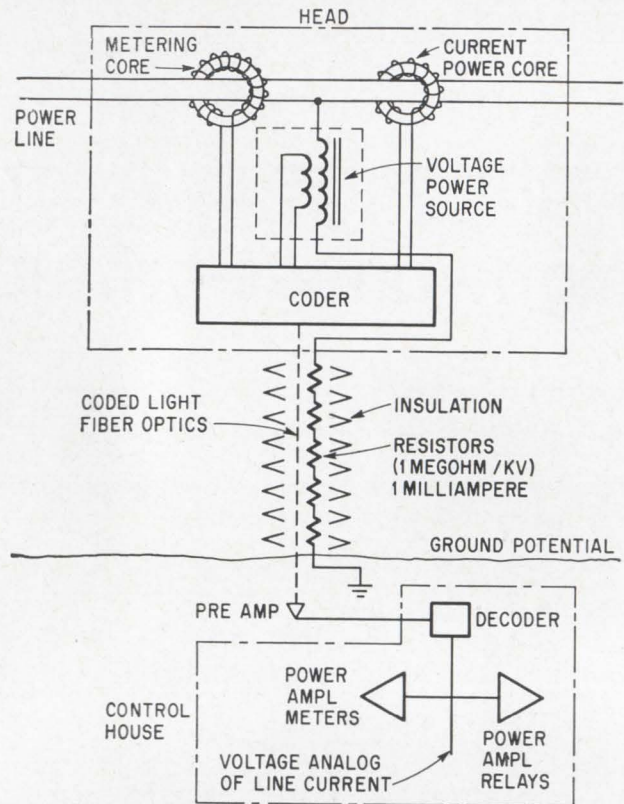 HEAD
METERING
CORE
CURRENT
POWER CORE
POWER
LINE
VOLTAGE
POWER
SOURCE
CODER
CODED LIGHT
FIBER OPTICS
INSULATION
RESISTORS
(1 MEGOHM / KV)
1 MILLIAMPERE
GROUND POTENTIAL
PRE AMP
DECODER
POWER
AMPL
METERS
CONTROL
HOUSE
VOLTAGE ANALOG
OF LINE CURRENT
POWER
AMPL
RELAYS